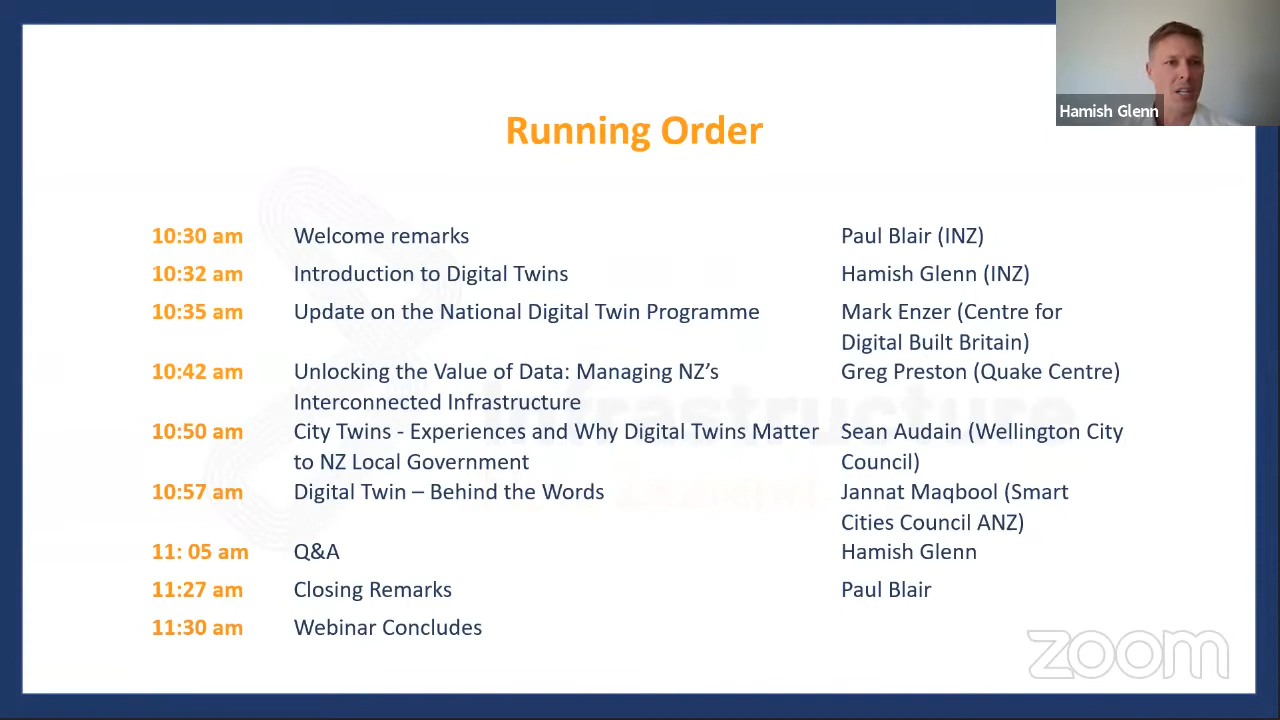 Hamish Glenn
Running Order
10:30 am Welcome remarks Paul Blair (INZ)
10:32 am Introduction to Digital Twins Hamish Glenn (INZ)
10:35 am Update on the National Digital Twin Programme Mark Enzer (Centre for
Digital Built Britain)
10:42 am Unlocking the Value of Data: Managing NZ’s Greg Preston (Quake Centre)
Interconnected Infrastructure
10:50 am City Twins - Experiences and Why Digital Twins Matter Sean Audain (Wellington City
to NZ Local Government Council)
10:57 am Digital Twin – Behind the Words Jannat Maqbool (Smart
Cities Council ANZ)
11: 05 am Q&A Hamish Glenn
11:27 am Closing Remarks Paul Blair
11:30 am Webinar Concludes
Infrastructure
zoom